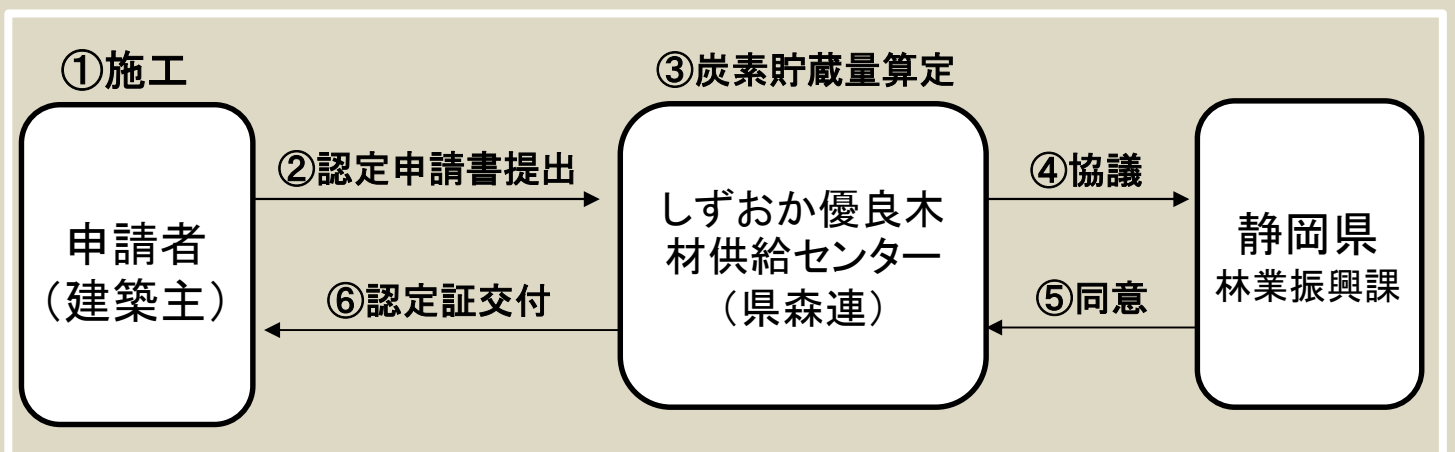 ①施工
③炭素貯蔵量算定
②認定申請書提出
④協議
申請者
（建築主）
しずおか優良木
材供給センター
（県森連）
静岡県
林業振興課
⑥認定証交付
⑤同意